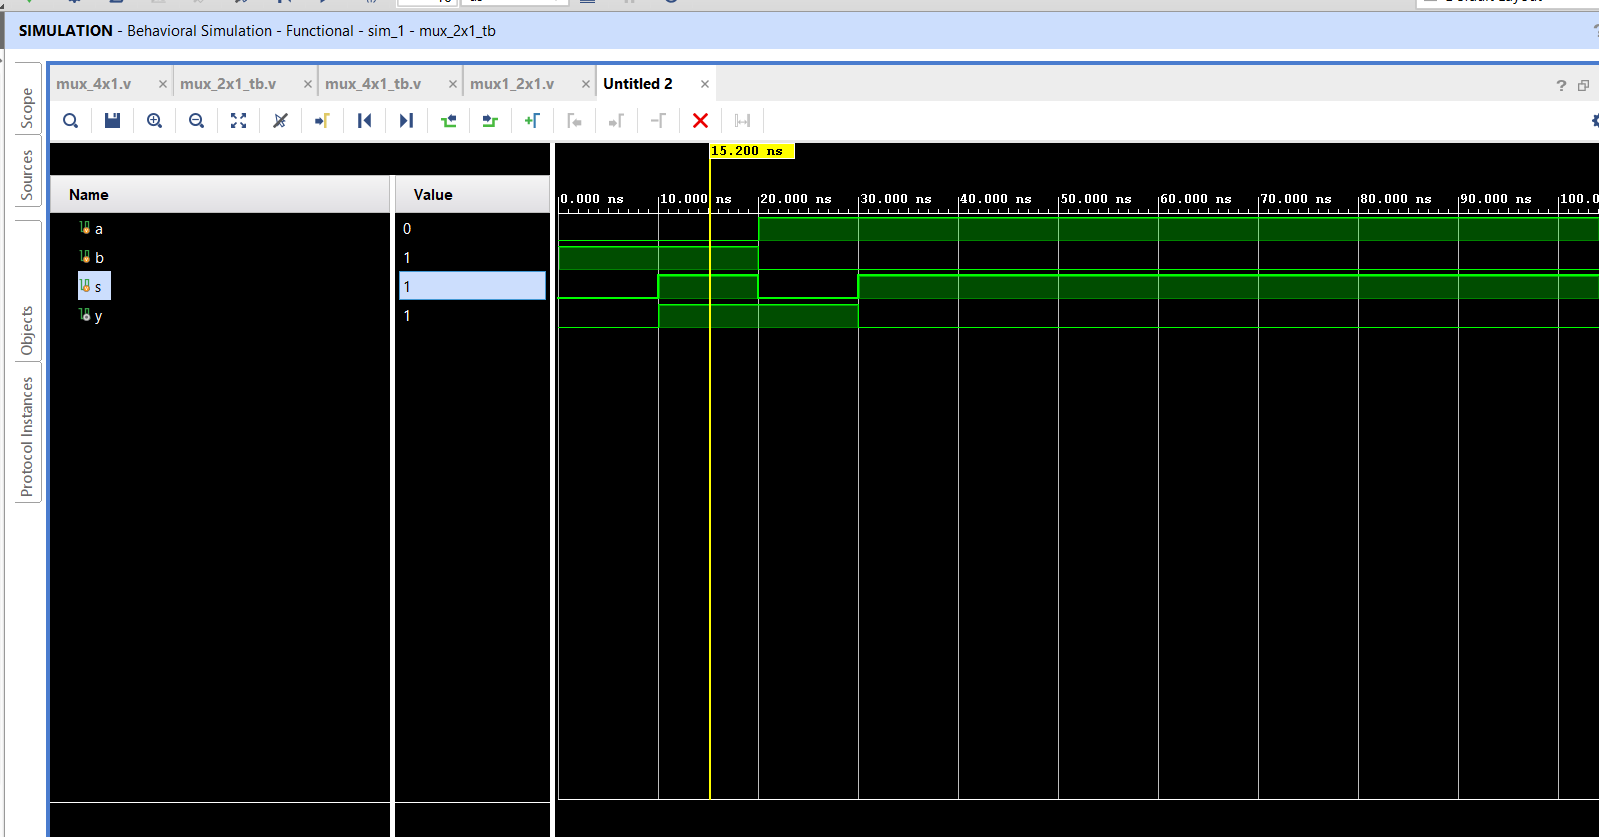 SIMULATION - Behavioral Simulation - Functional - sim_1 - mux_2x1_tb
mux_4x1.v × mux_2x1_tb.v × mux_4x1_tb.v × mux1_2x1.v × Untitled 2 ×
Scope
Sources
Objects
Protocol Instances
15.200 ns
Name Value
0.000 ns 10.000 ns 20.000 ns 30.000 ns 40.000 ns 50.000 ns 60.000 ns 70.000 ns 80.000 ns 90.000 ns 100.0
a 0
b 1
s 1
y 1